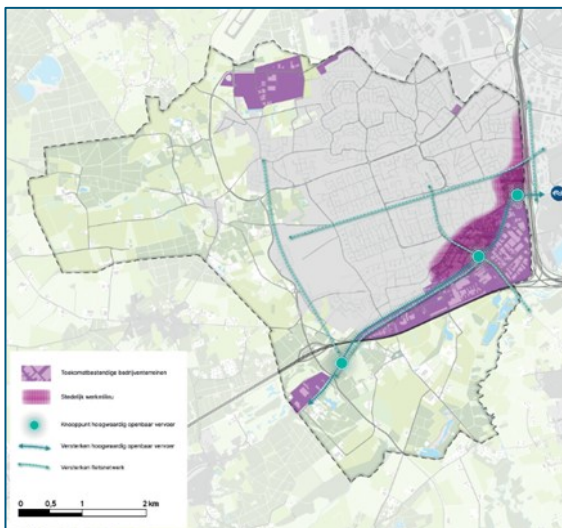 Toekomstbestendige bedrijventerreinen
Stedelijk werkmilieu
Knooppunt hoogwaardig openbaar vervoer
Versterken hoogwaardig openbaar vervoer
Versterken fietsnetwerk
0 0,5 1 2 km